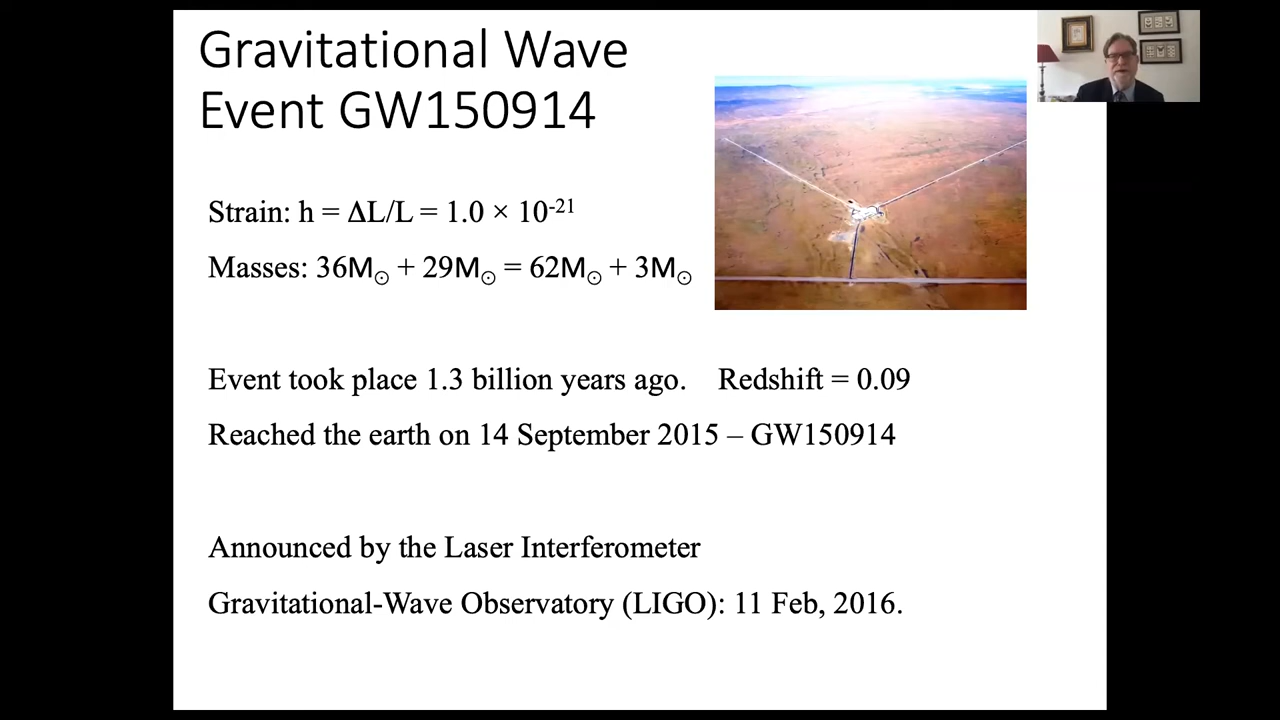 Gravitational Wave
Event GW150914
Strain: h = ΔL/L = 1.0 × 10⁻²¹
Masses: 36M☉ + 29M☉ = 62M☉ + 3M☉
Event took place 1.3 billion years ago. Redshift = 0.09
Reached the earth on 14 September 2015 – GW150914
Announced by the Laser Interferometer
Gravitational-Wave Observatory (LIGO): 11 Feb, 2016.